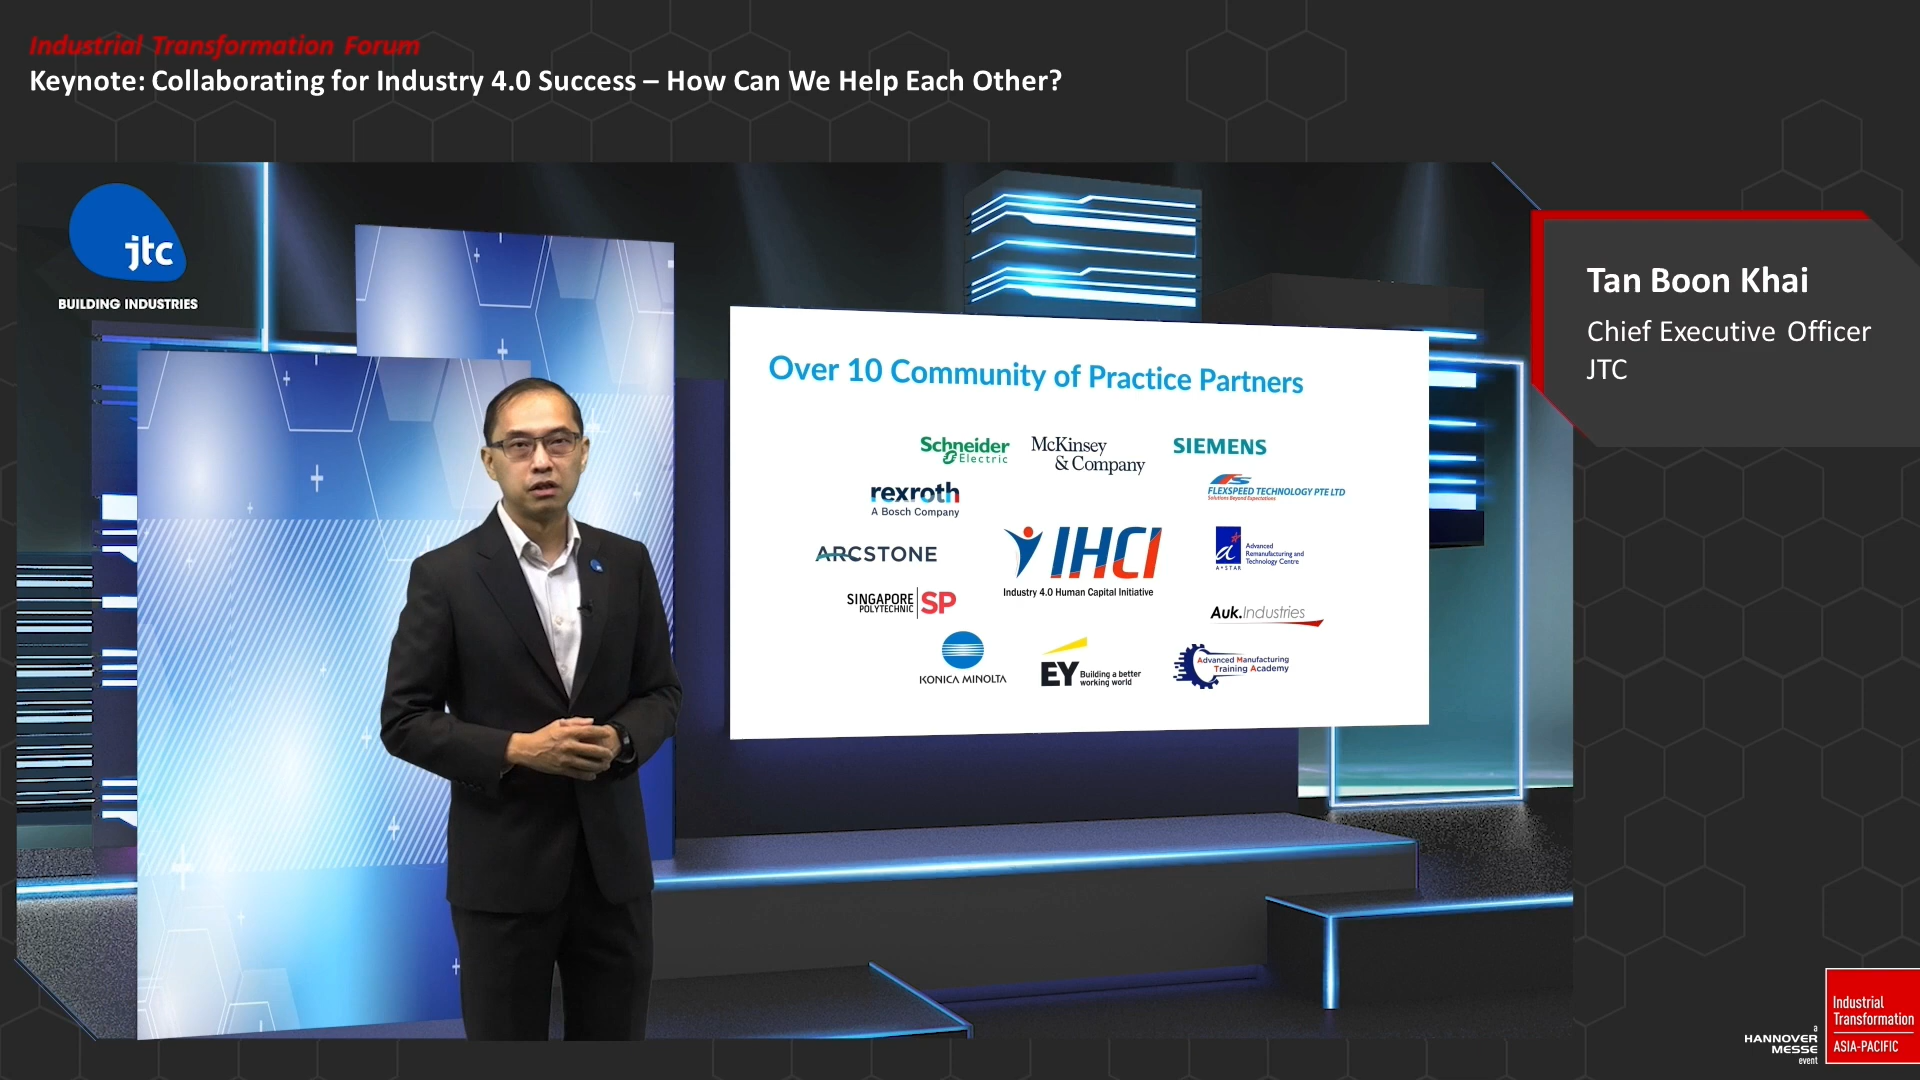 Industrial Transformation Forum
Keynote: Collaborating for Industry 4.0 Success – How Can We Help Each Other?
jtc
BUILDING INDUSTRIES
Tan Boon Khai
Chief Executive Officer
JTC
Over 10 Community of Practice Partners
Schneider
Electric
McKinsey
& Company
SIEMENS
rexroth
A Bosch Company
FLEXSPEED TECHNOLOGY PTE LTD
Solutions Beyond Expectations
ARCSTONE
IHCI
Industry 4.0 Human Capital Initiative
a
A*STAR
Advanced
Remanufacturing and
Technology Centre
SINGAPORE
POLYTECHNIC
SP
Auk.Industries
KONICA MINOLTA
EY
Building a better
working world
Advanced Manufacturing
Training Academy
a
HANNOVER
MESSE
event
Industrial
Transformation
ASIA-PACIFIC